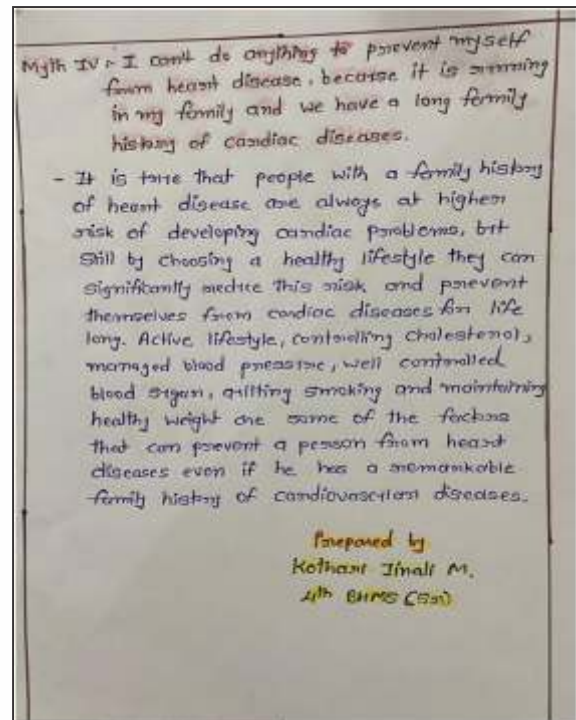 Myth IV :- I can't do anything to prevent myself
from heart disease, because it is running
in my family and we have a long family
history of cardiac diseases.
- It is true that people with a family history
of heart disease are always at higher
risk of developing cardiac problems, but
still by choosing a healthy lifestyle they can
significantly reduce this risk and prevent
themselves from cardiac diseases for life
long. Active lifestyle, controlling cholesterol,
managed blood pressure, well controlled
blood sugar, quitting smoking and maintaining
healthy weight are some of the factors
that can prevent a person from heart
diseases even if he has a remarkable
family history of cardiovascular diseases.
Prepared by
Kothari Jinali M.
4th BHMS